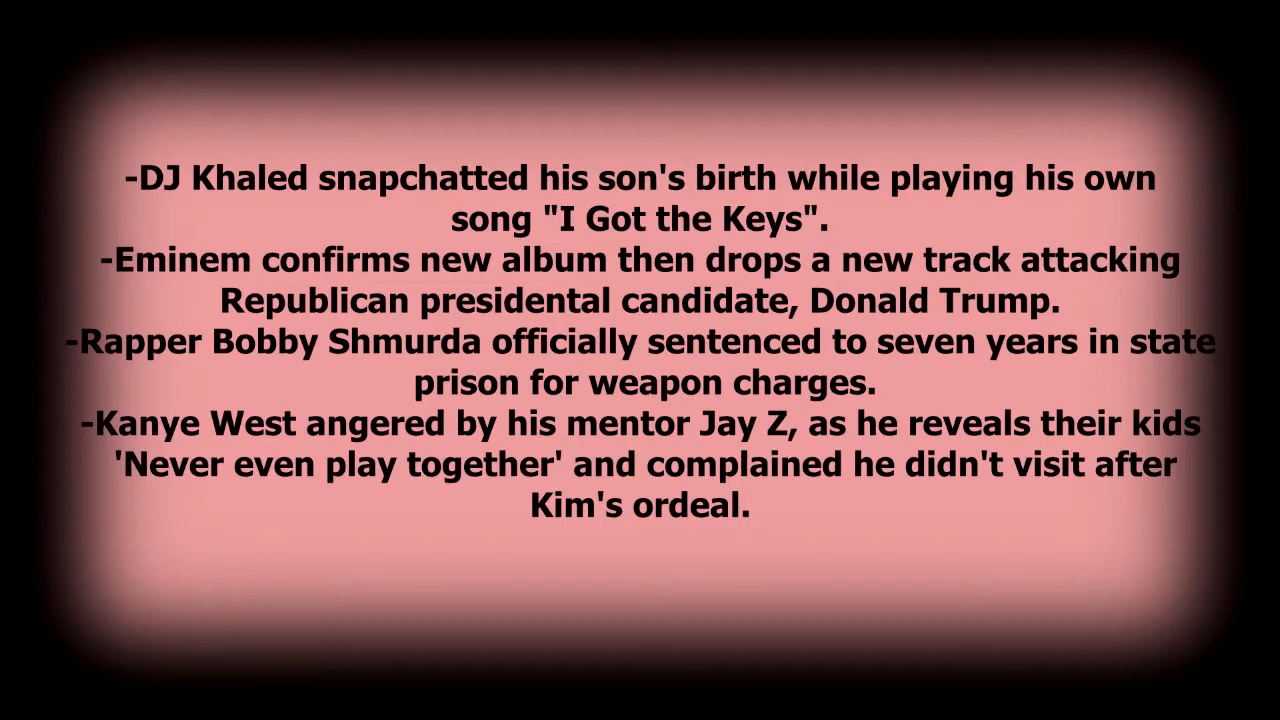 -DJ Khaled snapchatted his son's birth while playing his own
song "I Got the Keys".
-Eminem confirms new album then drops a new track attacking
Republican presidential candidate, Donald Trump.
-Rapper Bobby Shmurda officially sentenced to seven years in state
prison for weapon charges.
-Kanye West angered by his mentor Jay Z, as he reveals their kids
'Never even play together' and complained he didn't visit after
Kim's ordeal.